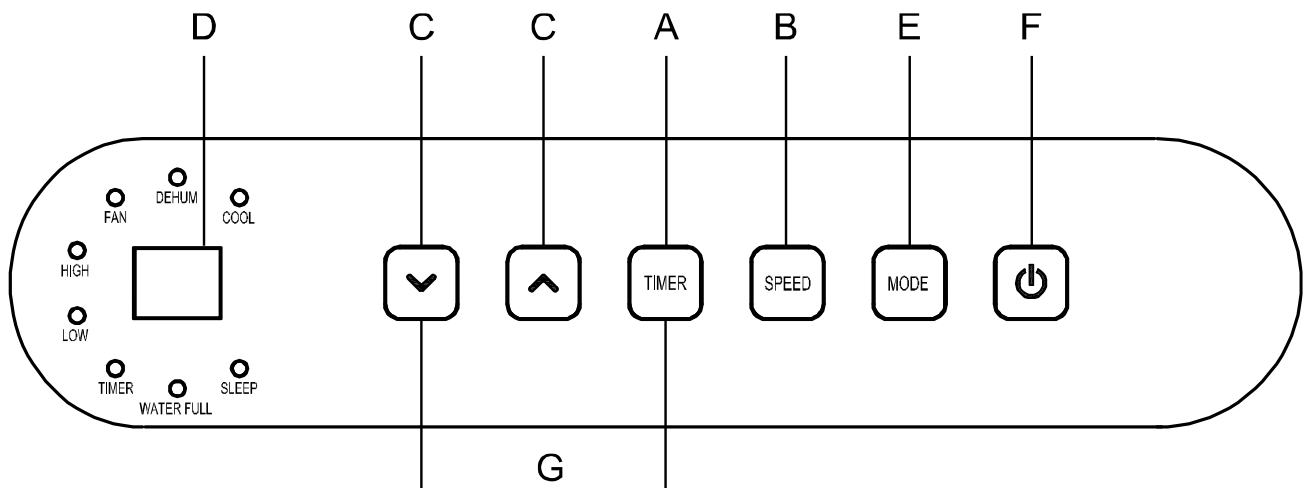 D C C A B E F
DEHUM
FAN COOL
HIGH
TIMER SPEED MODE
LOW
TIMER SLEEP
WATER FULL
G